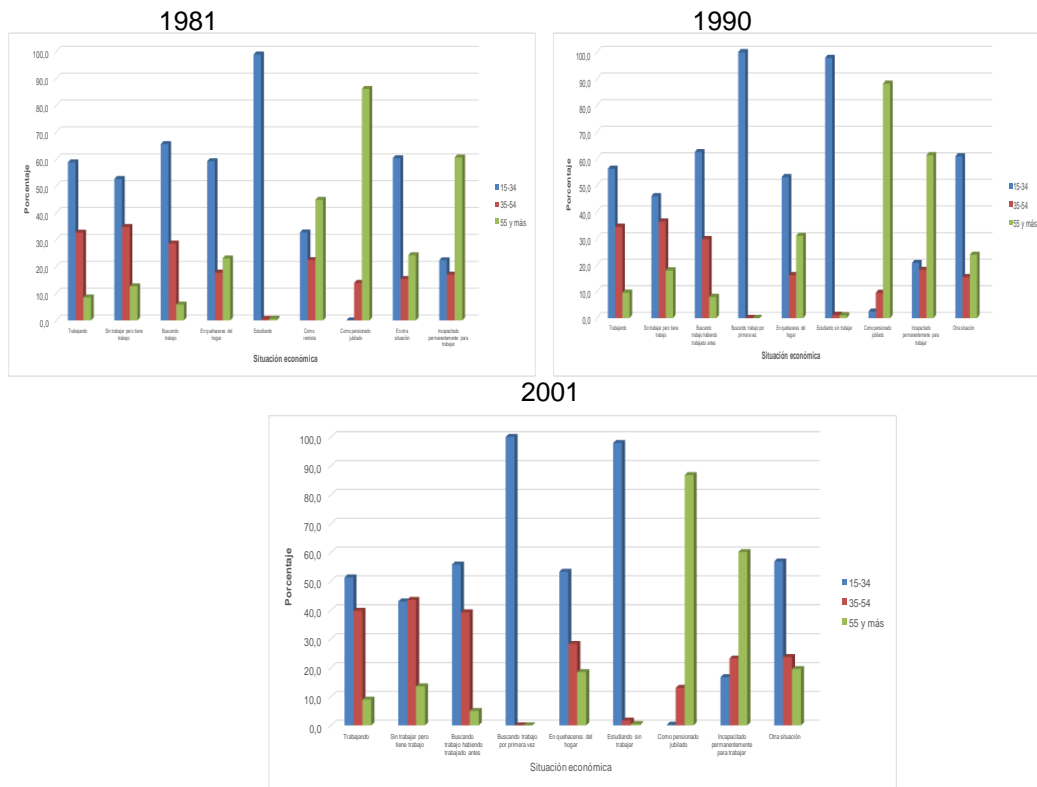 1981
100,0
90,0
80,0
70,0
60,0
50,0
40,0
30,0
20,0
10,0
0,0
Porcentaje
Trabajando
Sin trabajar pero tiene
trabajo
Buscando
trabajo
En quehaceres del
hogar
Estudiando
Como
rentista
Como pensionado
jubilado
En otra
situación
Incapacitado
permanentemente para
trabajar
Situación económica
15-34
35-54
55 y más
1990
100,0
90,0
80,0
70,0
60,0
50,0
40,0
30,0
20,0
10,0
0,0
Porcentaje
Trabajando
Sin trabajar pero tiene
trabajo
Buscando
trabajo habiendo
trabajado antes
Buscando trabajo por
primera vez
En quehaceres del
hogar
Estudiando sin trabajar
Como pensionado
jubilado
Incapacitado
permanentemente para
trabajar
Otra situación
Situación económica
15-34
35-54
55 y más
2001
100,0
90,0
80,0
70,0
60,0
50,0
40,0
30,0
20,0
10,0
0,0
Porcentaje
Trabajando
Sin trabajar pero
tiene trabajo
Buscando
trabajo habiendo
trabajado antes
Buscando trabajo
por primera vez
En quehaceres del
hogar
Estudiando sin
trabajar
Como pensionado
jubilado
Incapacitado
permanentemente
para trabajar
Otra situación
Situación económica
15-34
35-54
55 y más